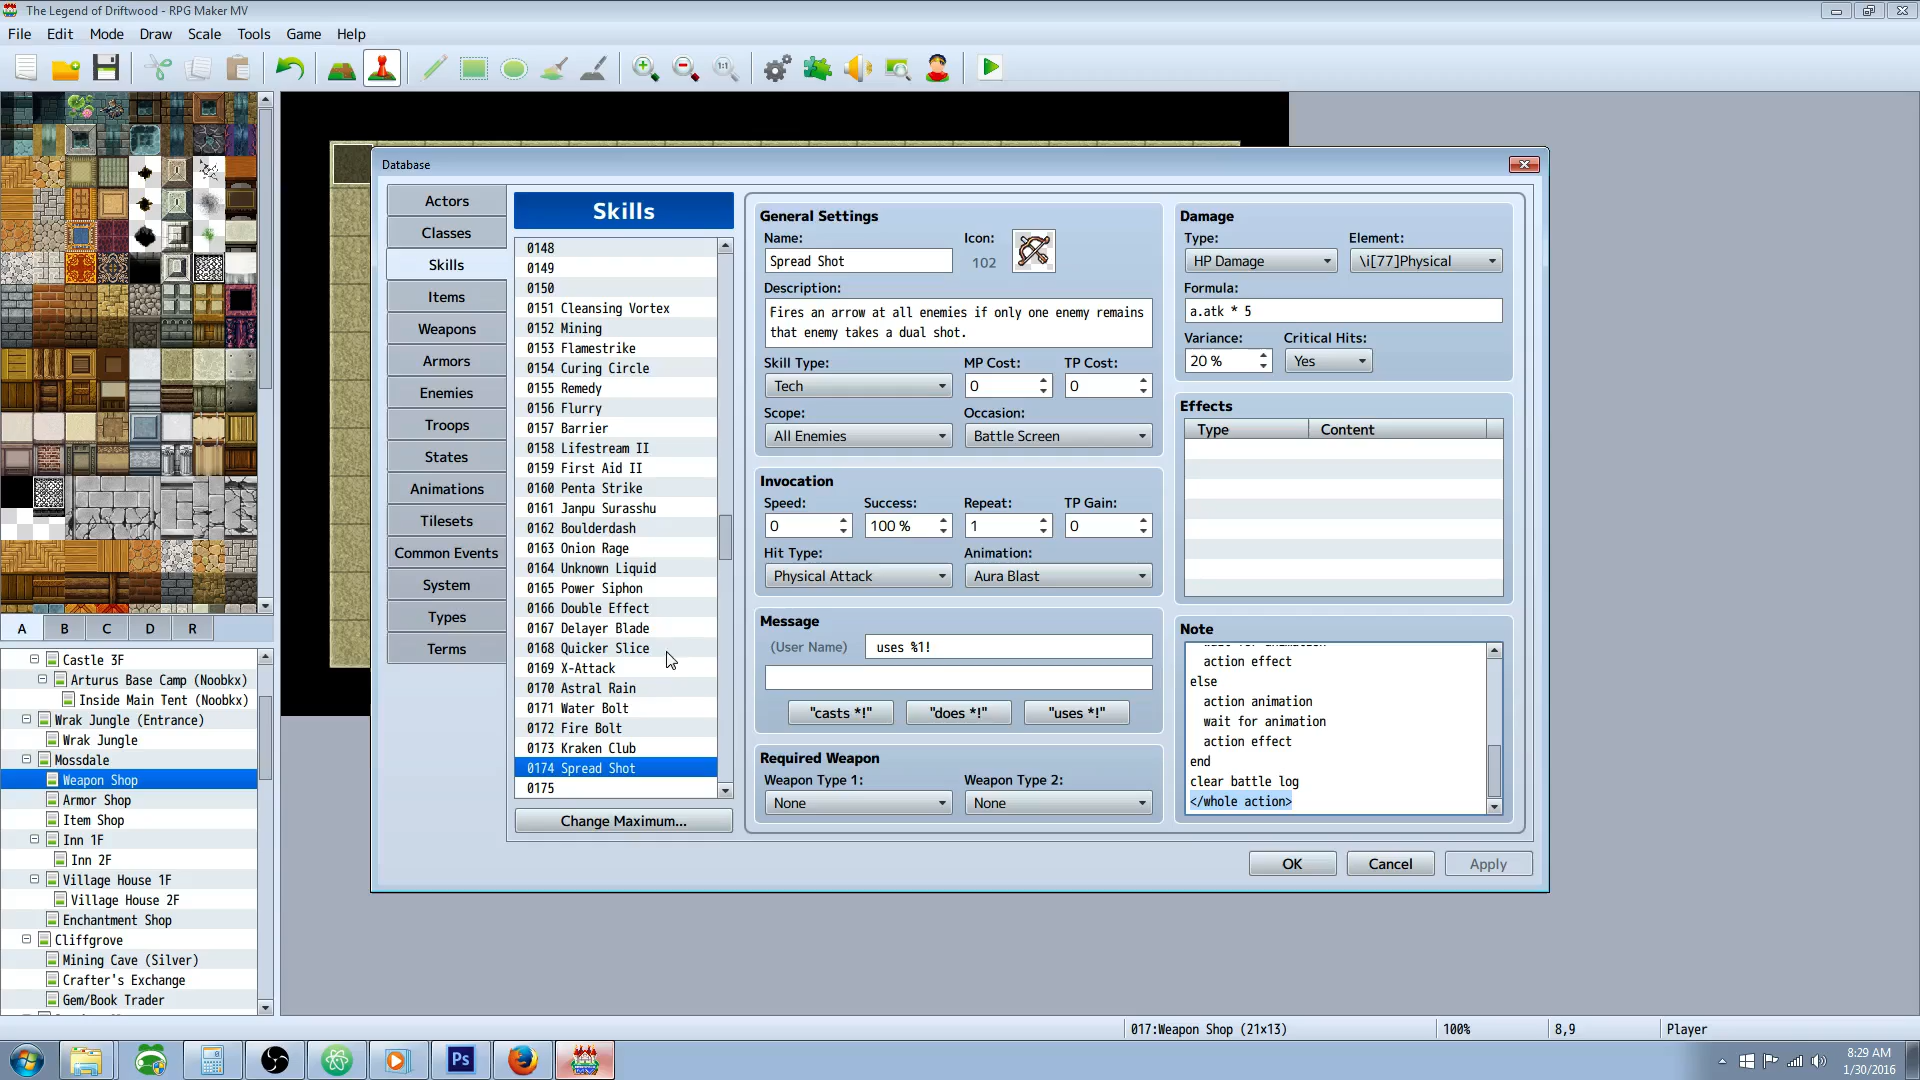 The Legend of Driftwood - RPG Maker MV
File Edit Mode Draw Scale Tools Game Help
1:1
Database
Actors
Classes
Skills
Items
Weapons
Armors
Enemies
Troops
States
Animations
Tilesets
Common Events
System
Types
Terms
Skills
0148
0149
0150
0151 Cleansing Vortex
0152 Mining
0153 Flamestrike
0154 Curing Circle
0155 Remedy
0156 Flurry
0157 Barrier
0158 Lifestream II
0159 First Aid II
0160 Penta Strike
0161 Janpu Surasshu
0162 Boulderdash
0163 Onion Rage
0164 Unknown Liquid
0165 Power Siphon
0166 Double Effect
0167 Delayer Blade
0168 Quicker Slice
0169 X-Attack
0170 Astral Rain
0171 Water Bolt
0172 Fire Bolt
0173 Kraken Club
0174 Spread Shot
0175
Change Maximum...
General Settings
Name: Icon:
Spread Shot 102
Description:
Fires an arrow at all enemies if only one enemy remains
that enemy takes a dual shot.
Skill Type: MP Cost: TP Cost:
Tech 0 0
Scope: Occasion:
All Enemies Battle Screen
Invocation
Speed: Success: Repeat: TP Gain:
0 100 % 1 0
Hit Type: Animation:
Physical Attack Aura Blast
Message
(User Name) uses %1!
"casts *!" "does *!" "uses *!"
Required Weapon
Weapon Type 1: Weapon Type 2:
None None
Damage
Type: Element:
HP Damage \i[77]Physical
Formula:
a.atk * 5
Variance: Critical Hits:
20 % Yes
Effects
Type Content
Note
wait for animation
action effect
else
action animation
wait for animation
action effect
end
clear battle log
</whole action>
OK Cancel Apply
A B C D R
Castle 3F
Arturus Base Camp (Noobkx)
Inside Main Tent (Noobkx)
Wrak Jungle (Entrance)
Wrak Jungle
Mossdale
Weapon Shop
Armor Shop
Item Shop
Inn 1F
Inn 2F
Village House 1F
Village House 2F
Enchantment Shop
Cliffgrove
Mining Cave (Silver)
Crafter's Exchange
Gem/Book Trader
017:Weapon Shop (21x13) 100% 8,9 Player
Ps
8:29 AM
1/30/2016